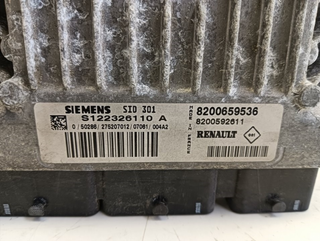 SIEMENS SID 301
S122326110 A
0 / 50286 / 275207012 / 07061 / 004A2
8200659536
8200592611
RENAULT